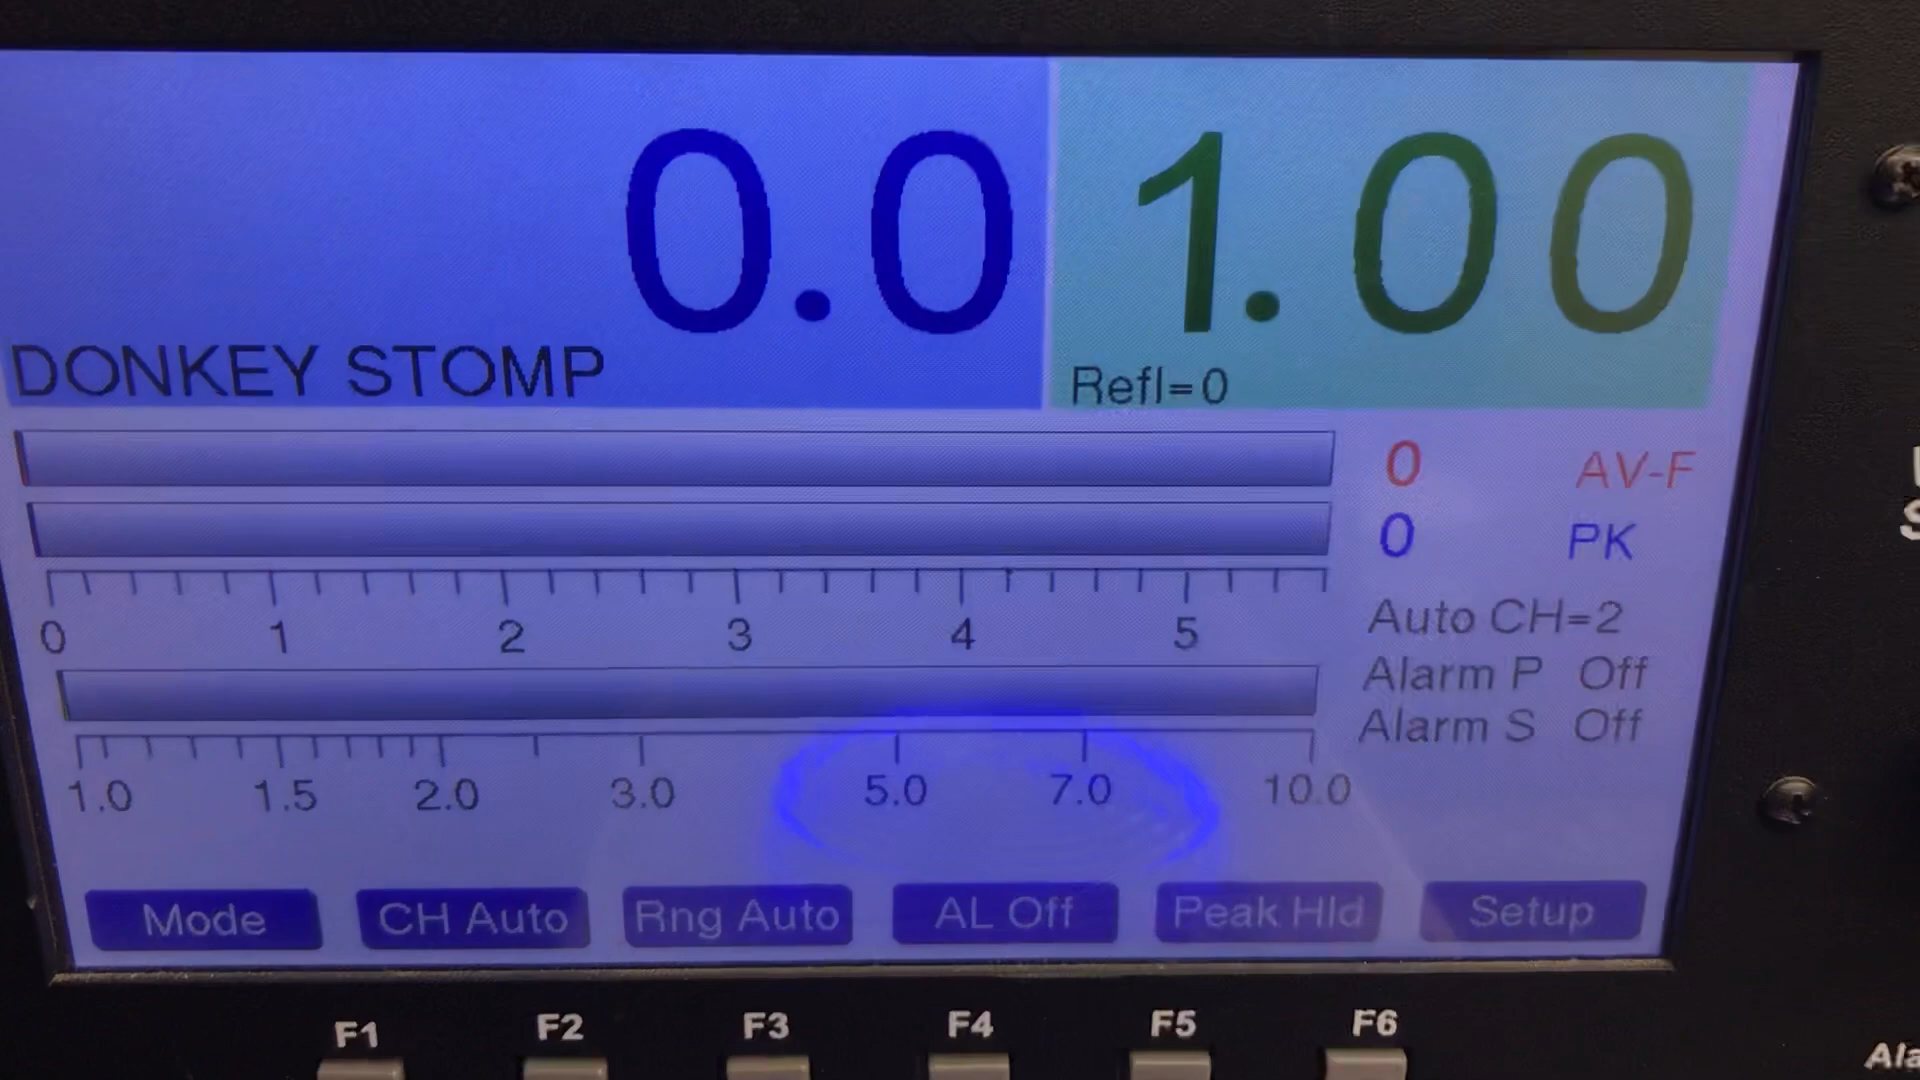 0.0 1.00
DONKEY STOMP Refl=0
0 AV-F
0 PK
0 1 2 3 4 5
Auto CH=2
Alarm P Off
Alarm S Off
1.0 1.5 2.0 3.0 5.0 7.0 10.0
Mode CH Auto Rng Auto AL Off Peak Hld Setup
F1 F2 F3 F4 F5 F6